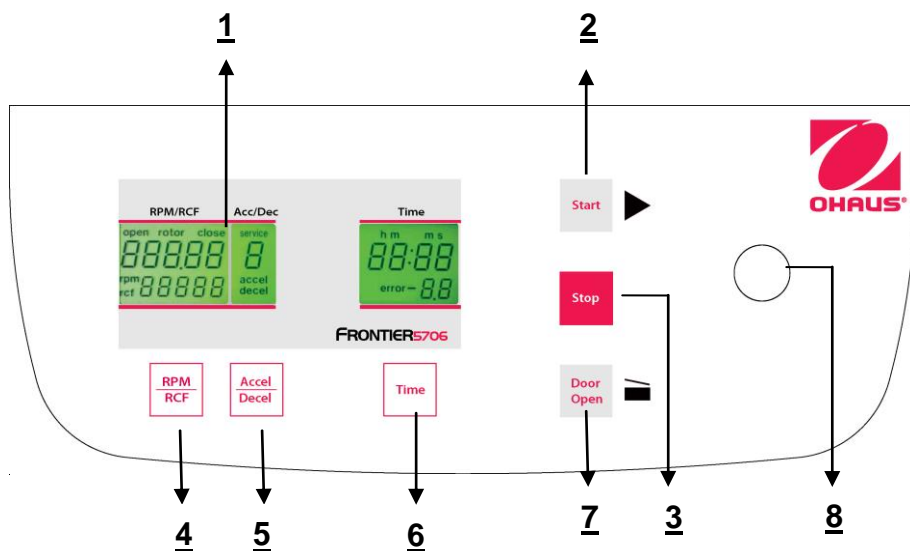 1
2
OHAUS®
RPM/RCF Acc/Dec Time
open rotor close service h m m s
888.88 8 88:88
rpm 88888 accel error - 8.8
rcf decel
FRONTIER5706
Start
Stop
Door
Open
RPM
RCF
Accel
Decel
Time
4
5
6
7
3
8